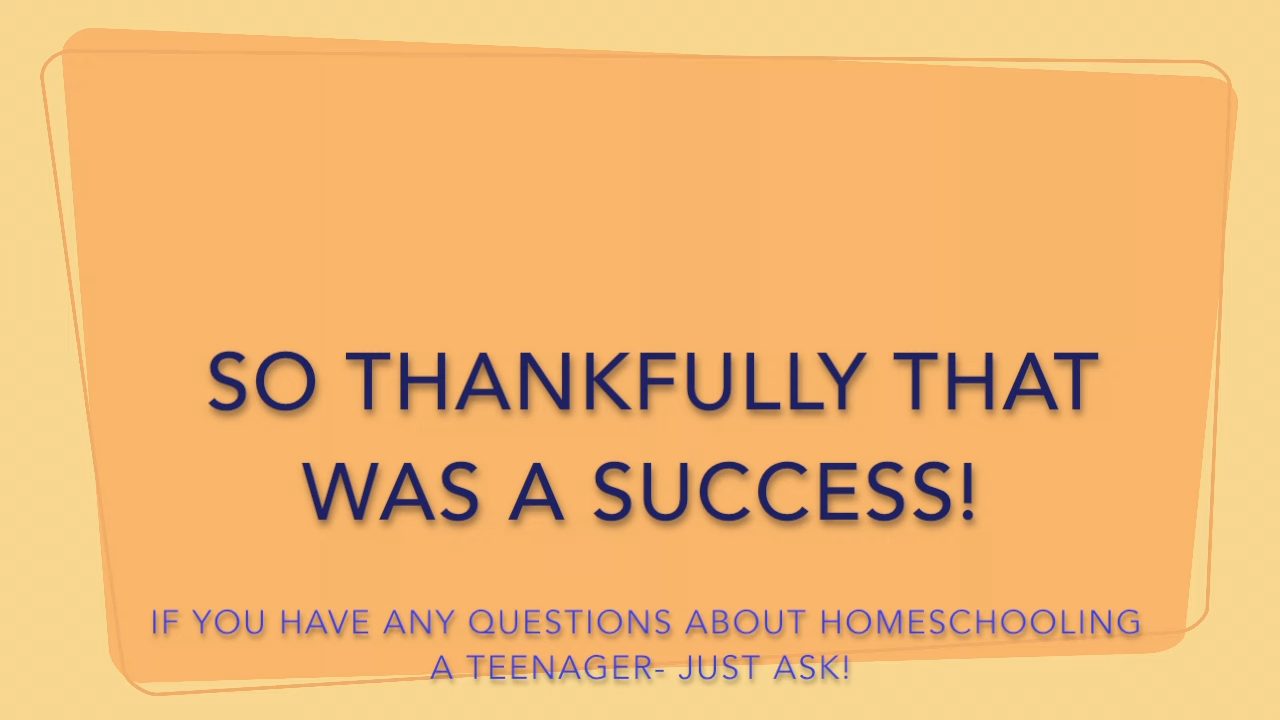 SO THANKFULLY THAT
WAS A SUCCESS!
IF YOU HAVE ANY QUESTIONS ABOUT HOMESCHOOLING
A TEENAGER- JUST ASK!